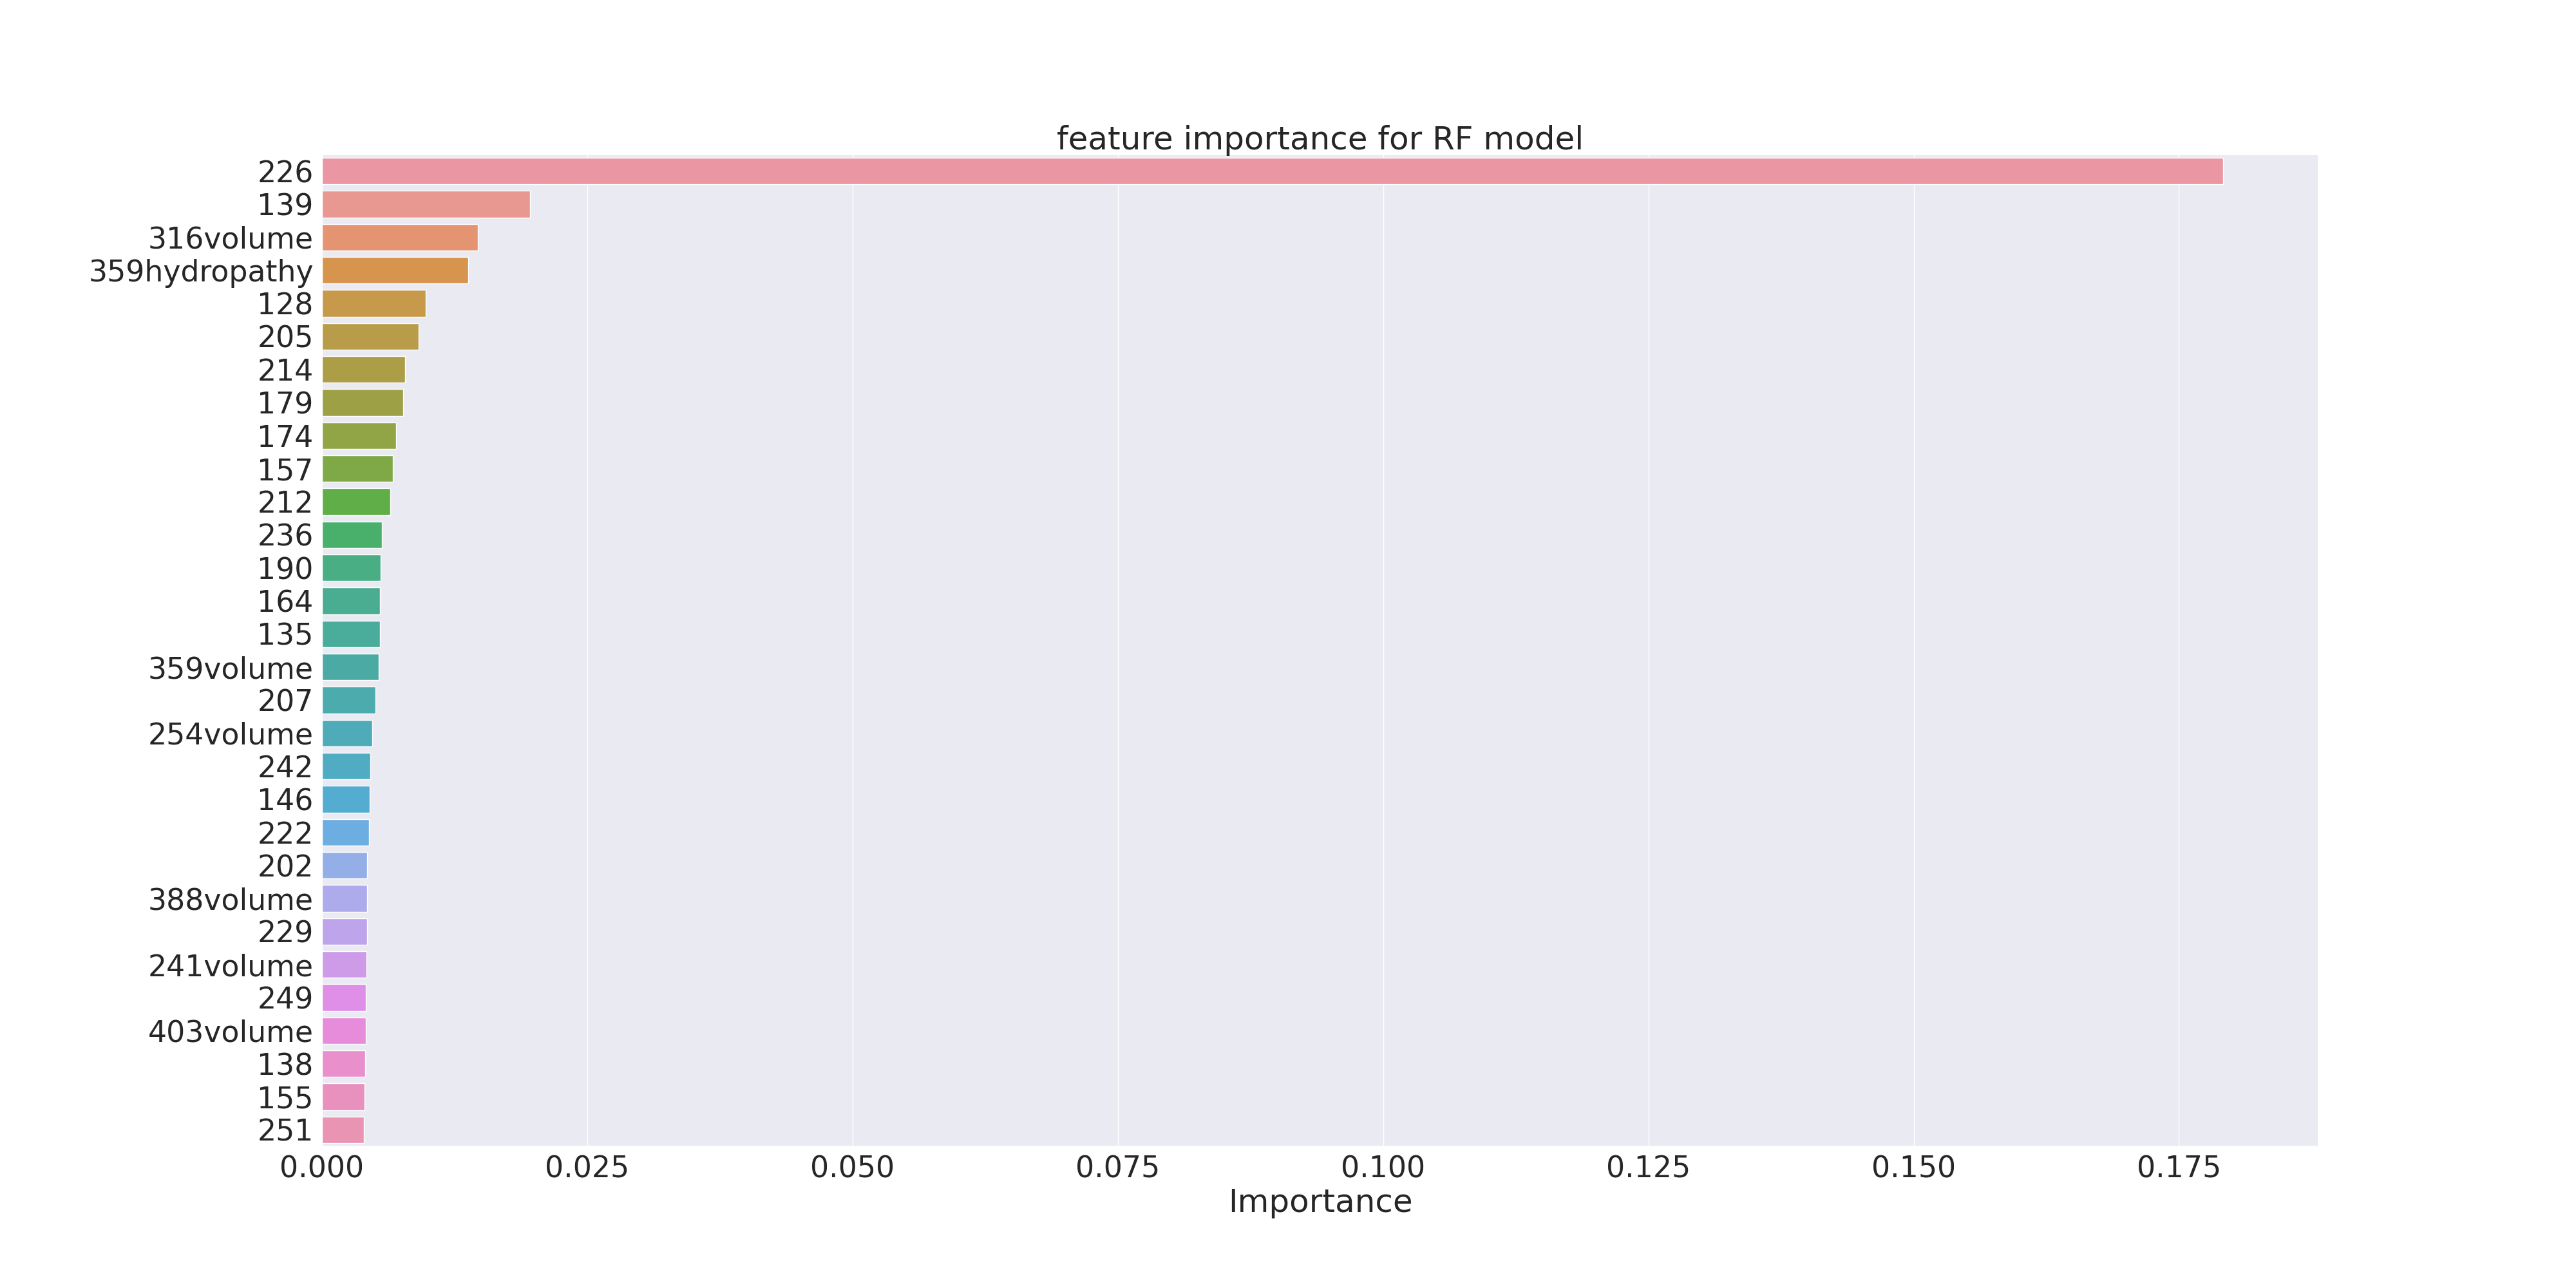 feature importance for RF model
226
139
316volume
359hydropathy
128
205
214
179
174
157
212
236
190
164
135
359volume
207
254volume
242
146
222
202
388volume
229
241volume
249
403volume
138
155
251
0.000 0.025 0.050 0.075 0.100 0.125 0.150 0.175
Importance